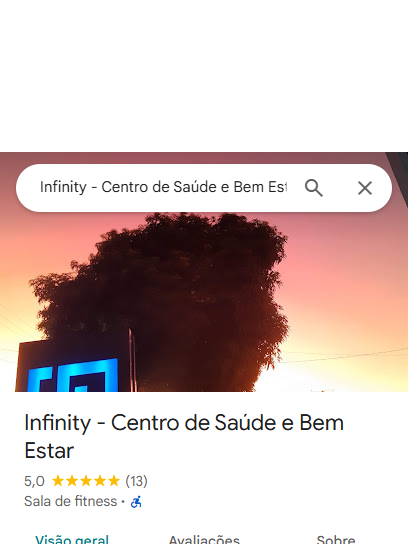 Infinity - Centro de Saúde e Bem Est
Infinity - Centro de Saúde e Bem
Estar
5,0 (13)
Sala de fitness ·
Visão geral Avaliações Sobre